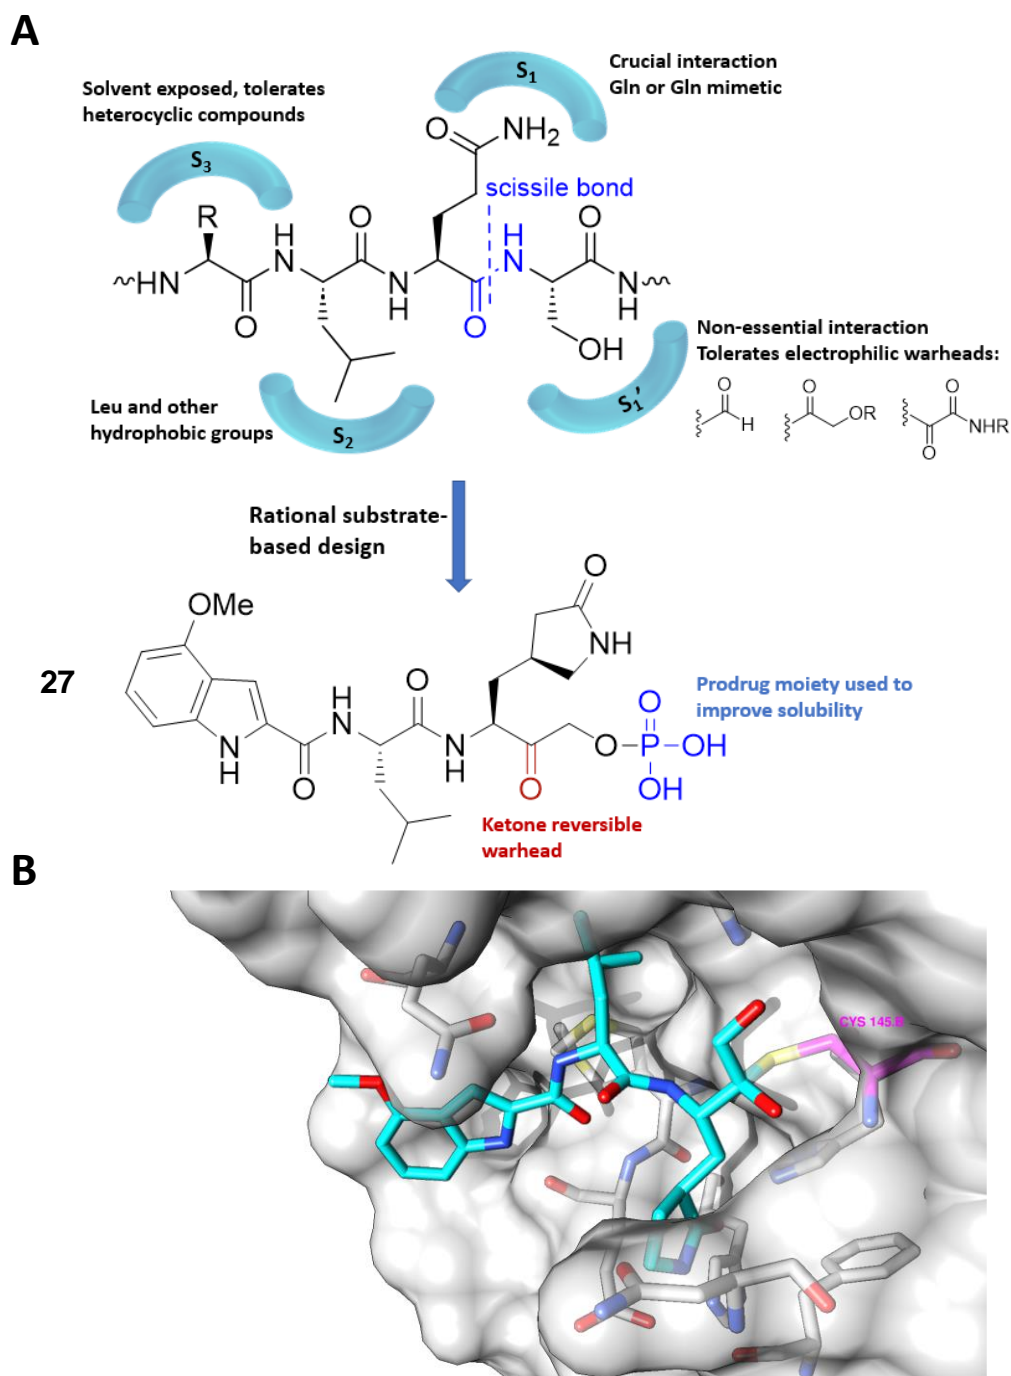 A
Solvent exposed, tolerates
heterocyclic compounds
S3
S1
Crucial interaction
Gln or Gln mimetic
O
NH2
scissile bond
R
H
N
O
H
N
O
HN
O
N
H
O
N
H
OH
Non-essential interaction
Tolerates electrophilic warheads:
S1'
O
H
O
OR
O
O
NHR
Leu and other
hydrophobic groups
S2
Rational substrate-
based design
27
OMe
O
NH
H
N
O
N
H
O
N
H
O
O
O
P
OH
OH
Prodrug moiety used to
improve solubility
Ketone reversible
warhead
B
CYS 145.B